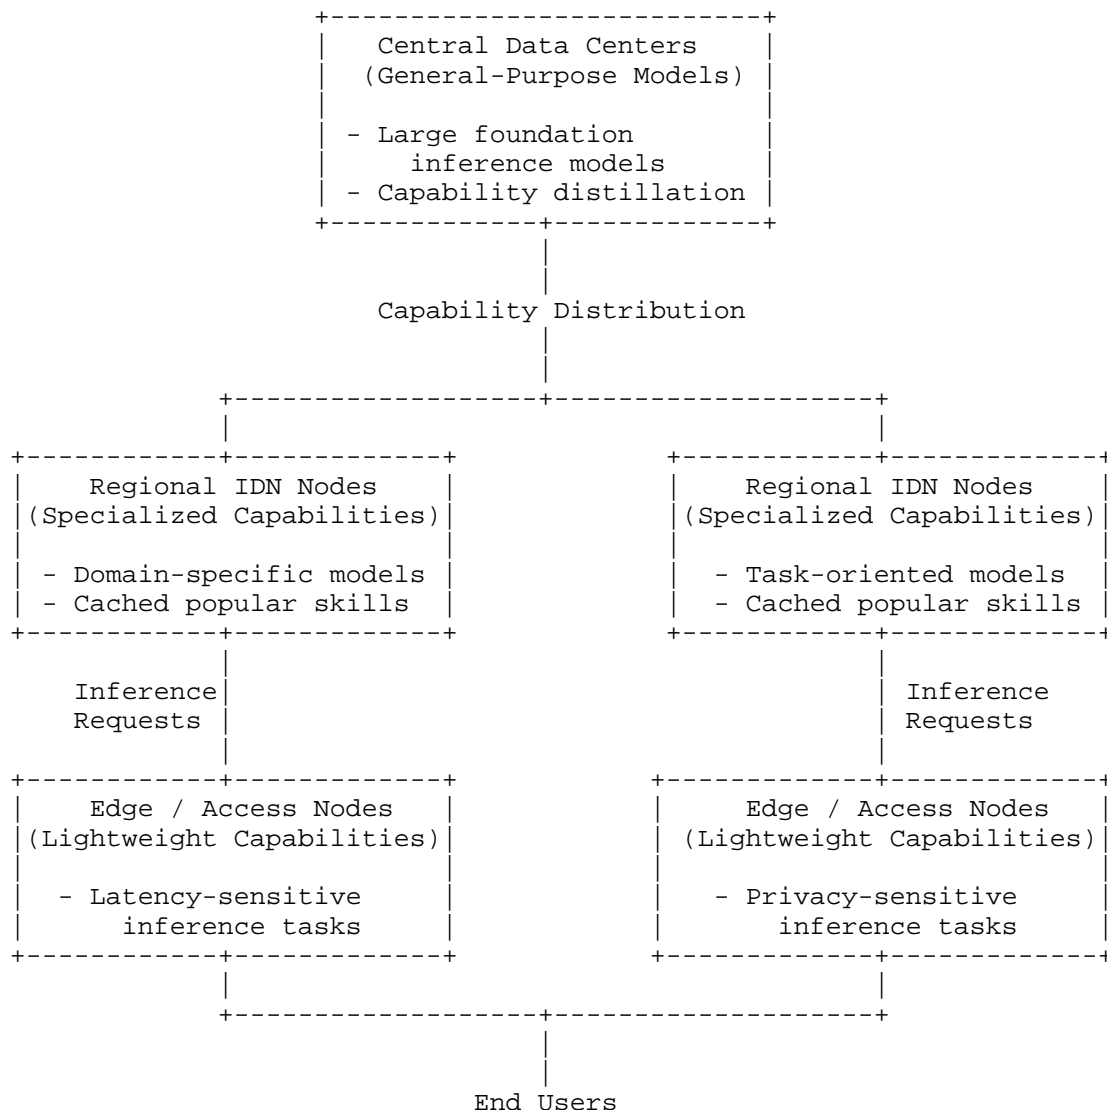 Central Data Centers
(General-Purpose Models)
- Large foundation
inference models
- Capability distillation
Capability Distribution
Regional IDN Nodes
(Specialized Capabilities)
- Domain-specific models
- Cached popular skills
Regional IDN Nodes
(Specialized Capabilities)
- Task-oriented models
- Cached popular skills
Inference
Requests
Inference
Requests
Edge / Access Nodes
(Lightweight Capabilities)
- Latency-sensitive
inference tasks
Edge / Access Nodes
(Lightweight Capabilities)
- Privacy-sensitive
inference tasks
End Users